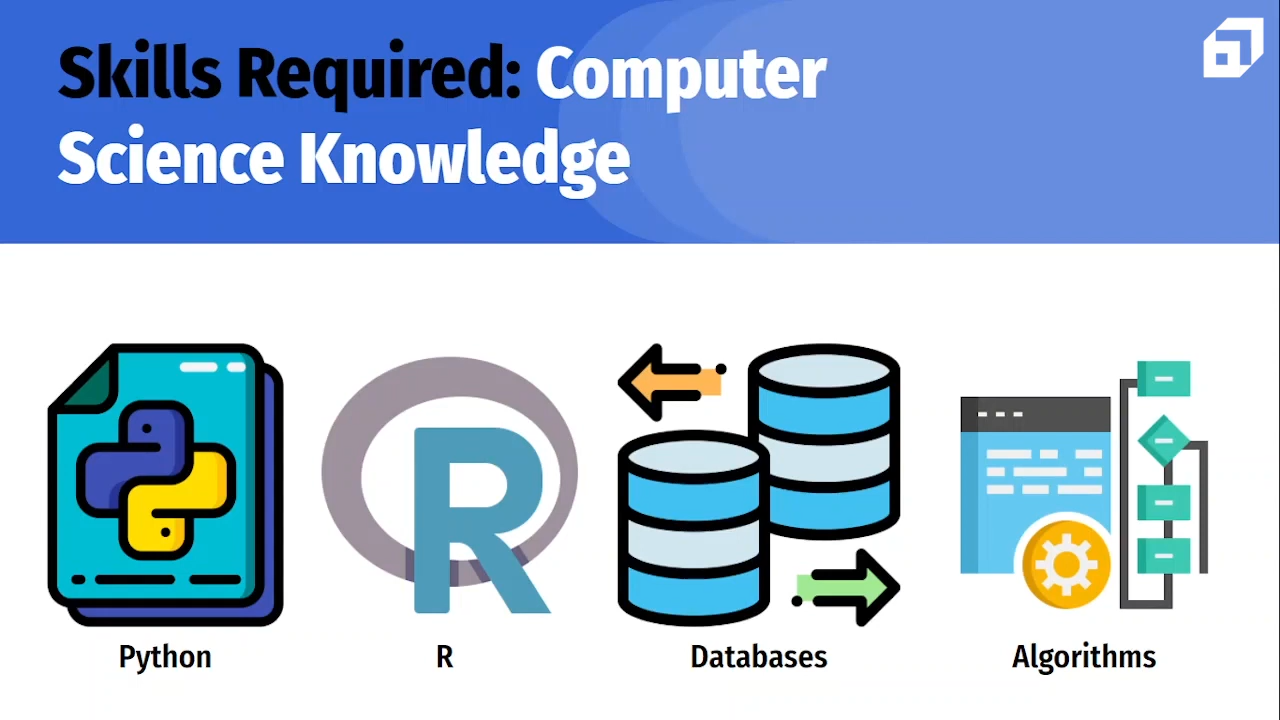 Skills Required: Computer
Science Knowledge
Python
R
Databases
Algorithms